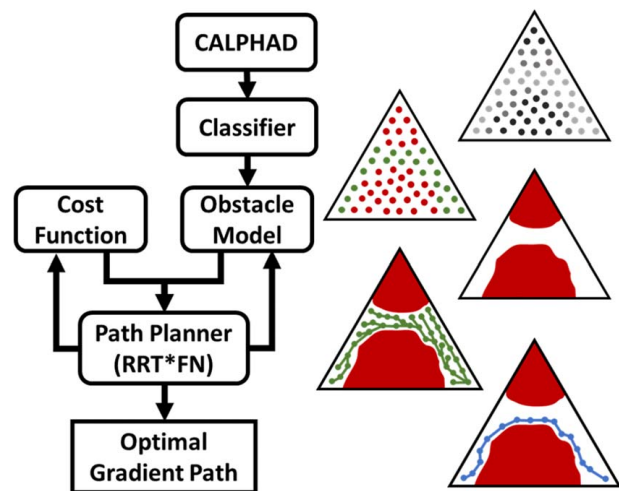 CALPHAD
Classifier
Cost
Function
Obstacle
Model
Path Planner
(RRT*FN)
Optimal
Gradient Path